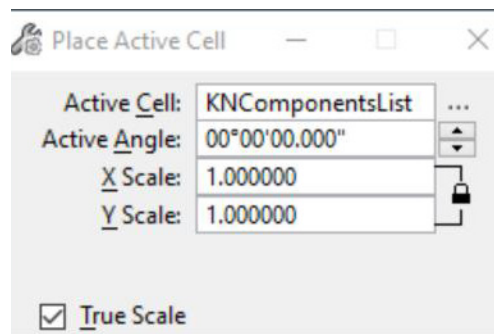 Place Active Cell
Active Cell: KNComponentsList ...
Active Angle: 00°00'00.000"
X Scale: 1.000000
Y Scale: 1.000000
True Scale